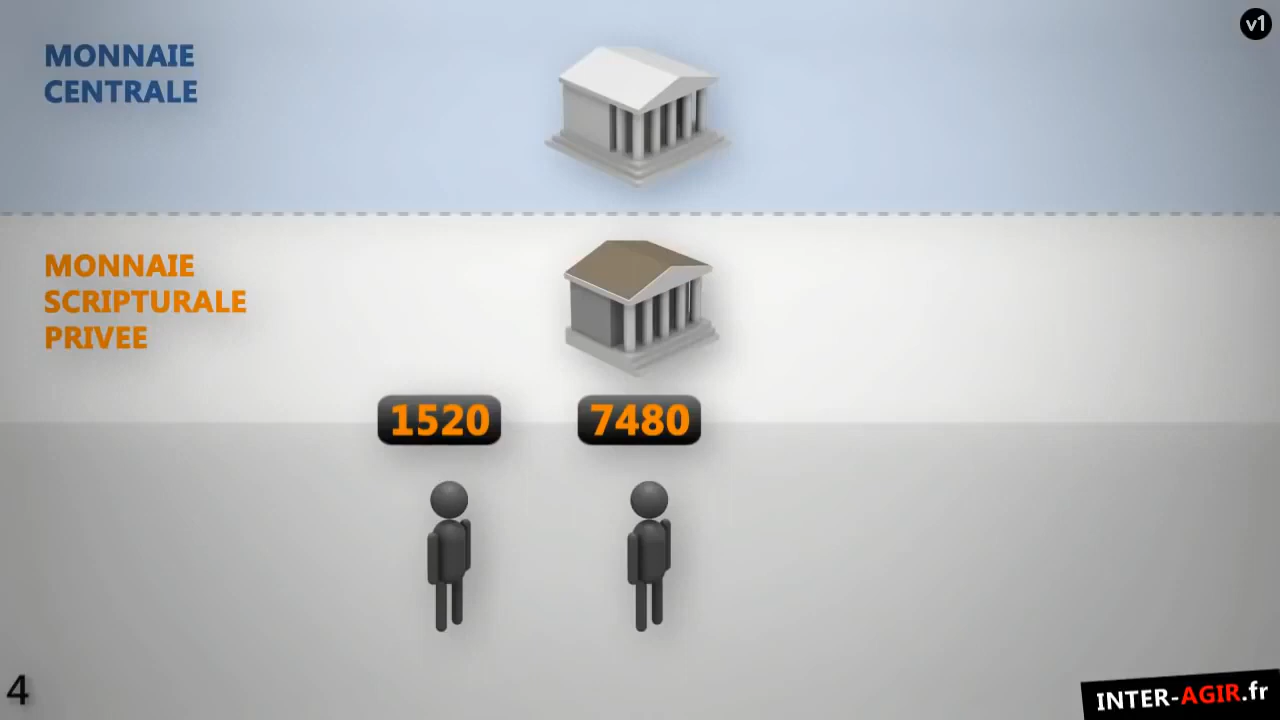 v1
MONNAIE
CENTRALE
MONNAIE
SCRIPTURALE
PRIVEE
1520 7480
4
INTER-AGIR.fr